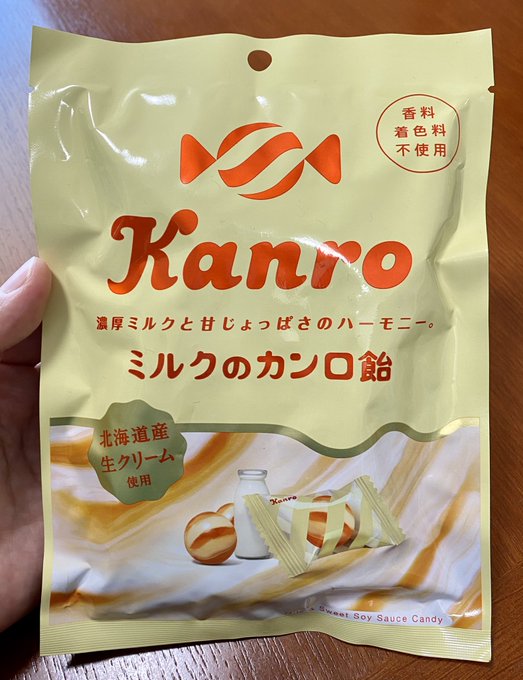 香料
着色料
不使用
Kanro
濃厚ミルクと甘じょっぱさのハーモニー。
ミルクのカンロ飴
北海道産
生クリーム
使用
Kanro
Sweet Soy Sauce Candy